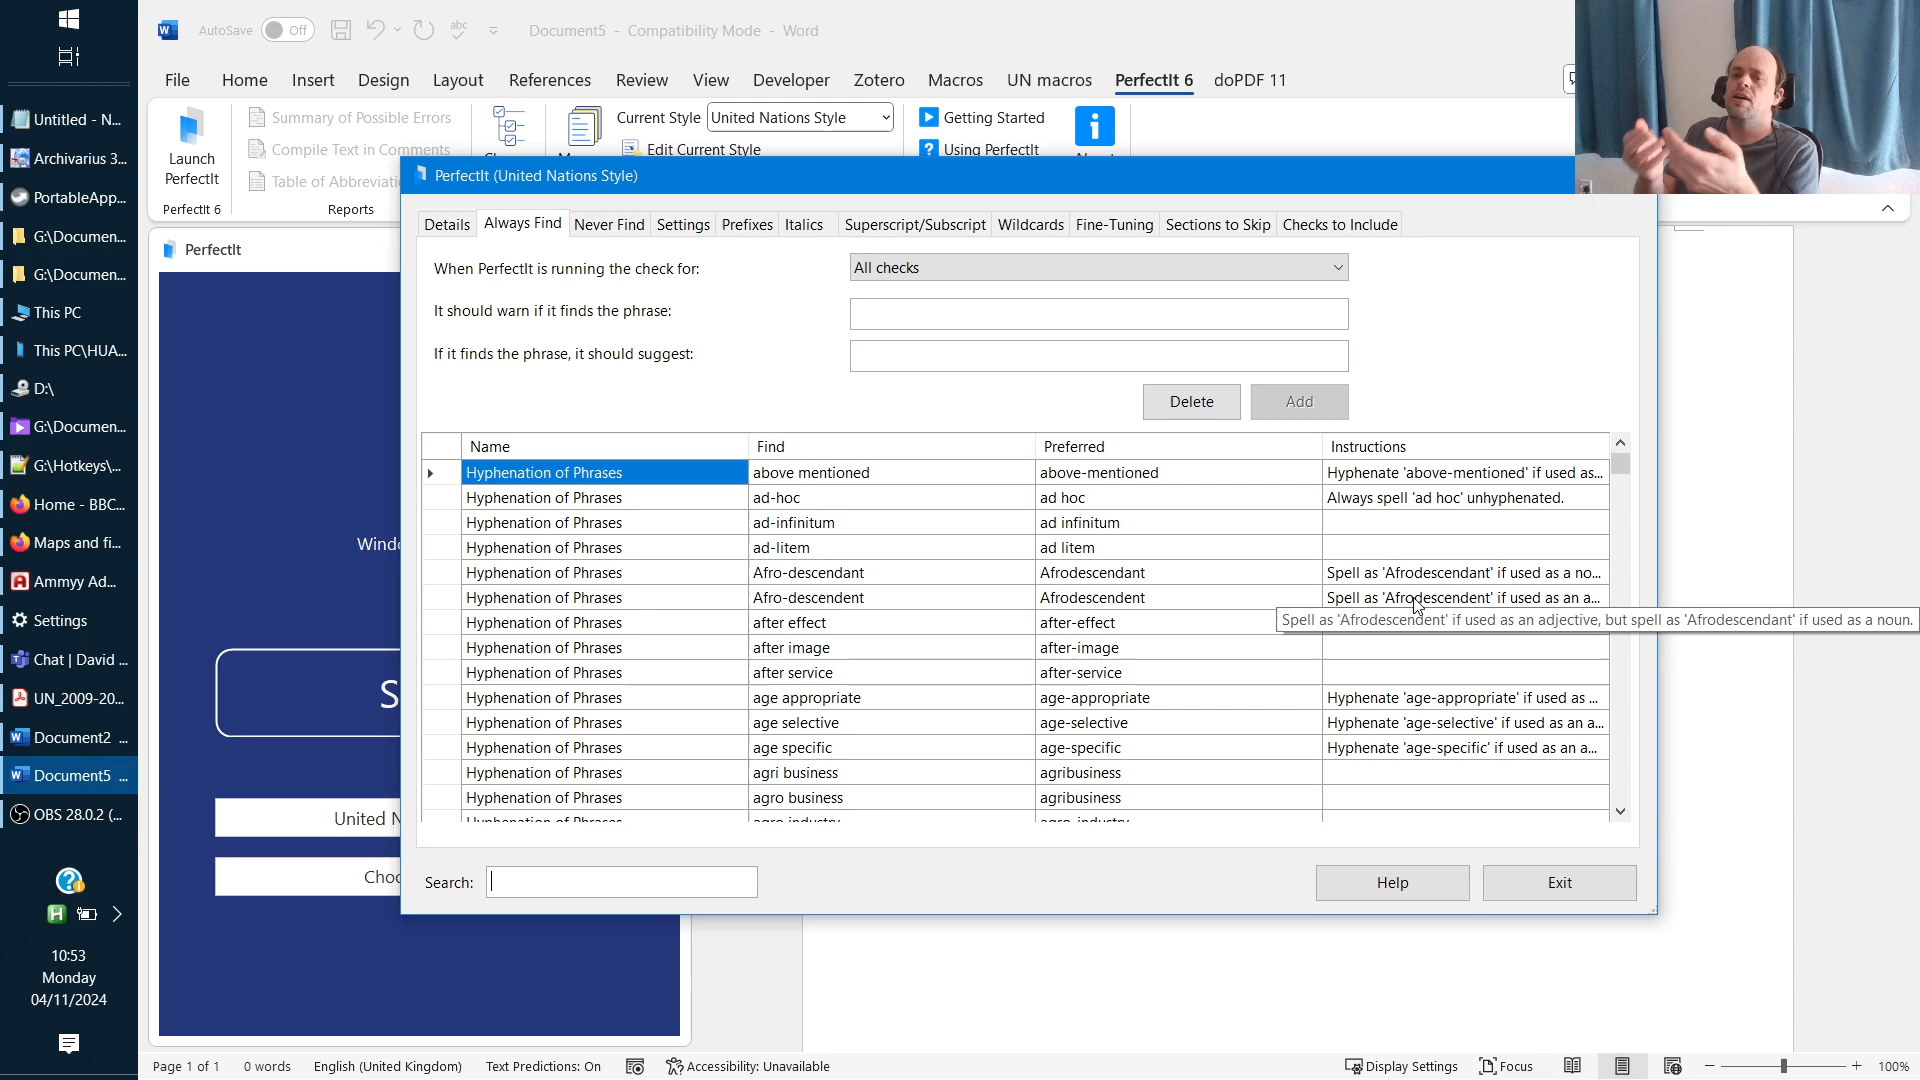 AutoSave Off
Document5 - Compatibility Mode - Word
File Home Insert Design Layout References Review View Developer Zotero Macros UN macros PerfectIt 6 doPDF 11
Launch PerfectIt
PerfectIt 6
Summary of Possible Errors
Compile Text in Comments
Table of Abbreviati
Reports
Current Style United Nations Style
Edit Current Style
Getting Started
Using PerfectIt
Untitled - N...
Archivarius 3...
PortableApp...
G:\Documen...
G:\Documen...
This PC
This PC\HUA...
D:\
G:\Documen...
G:\Hotkeys\...
Home - BBC...
Maps and fi...
Ammyy Ad...
Settings
Chat | David ...
UN_2009-20...
Document2 ...
Document5 ...
OBS 28.0.2 (...
10:53
Monday
04/11/2024
PerfectIt
Windo
S
United N
Choo
PerfectIt (United Nations Style)
Details Always Find Never Find Settings Prefixes Italics Superscript/Subscript Wildcards Fine-Tuning Sections to Skip Checks to Include
When PerfectIt is running the check for: All checks
It should warn if it finds the phrase:
If it finds the phrase, it should suggest:
Delete Add
Name Find Preferred Instructions
Hyphenation of Phrases above mentioned above-mentioned Hyphenate 'above-mentioned' if used as...
Hyphenation of Phrases ad-hoc ad hoc Always spell 'ad hoc' unhyphenated.
Hyphenation of Phrases ad-infinitum ad infinitum
Hyphenation of Phrases ad-litem ad litem
Hyphenation of Phrases Afro-descendant Afrodescendant Spell as 'Afrodescendant' if used as a no...
Hyphenation of Phrases Afro-descendent Afrodescendent Spell as 'Afrodescendent' if used as an a...
Spell as 'Afrodescendent' if used as an adjective, but spell as 'Afrodescendant' if used as a noun.
Hyphenation of Phrases after effect after-effect
Hyphenation of Phrases after image after-image
Hyphenation of Phrases after service after-service
Hyphenation of Phrases age appropriate age-appropriate Hyphenate 'age-appropriate' if used as ...
Hyphenation of Phrases age selective age-selective Hyphenate 'age-selective' if used as an a...
Hyphenation of Phrases age specific age-specific Hyphenate 'age-specific' if used as an a...
Hyphenation of Phrases agri business agribusiness
Hyphenation of Phrases agro business agribusiness
Hyphenation of Phrases agro industry agro-industry
Search:
Help Exit
Page 1 of 1 0 words English (United Kingdom) Text Predictions: On Accessibility: Unavailable Display Settings Focus 100%